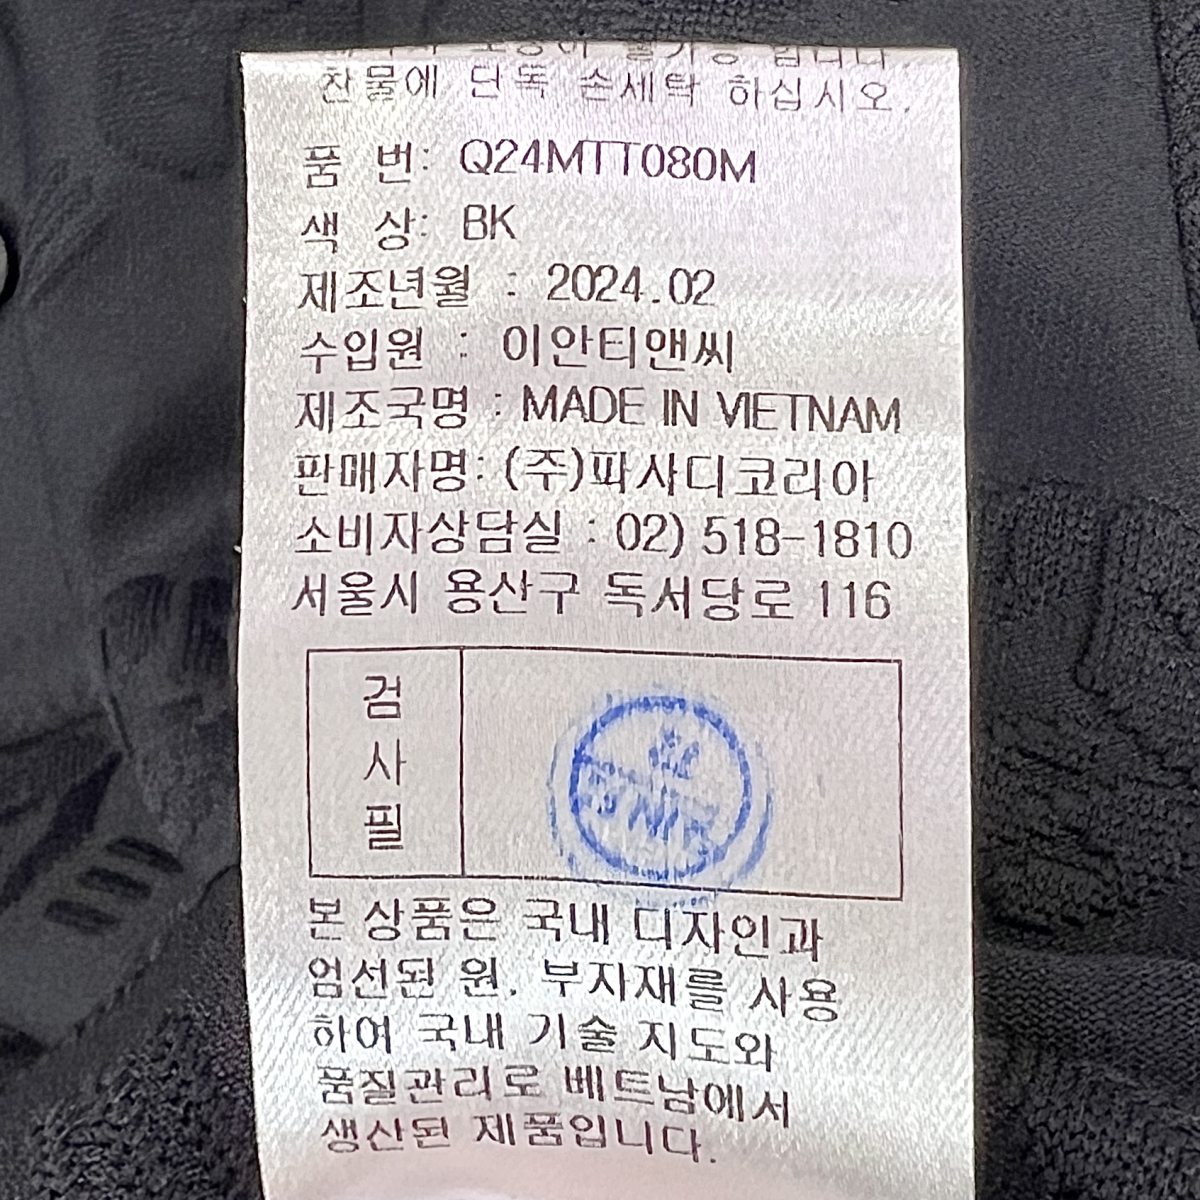 찬물에 단독 손세탁 하십시오.
품 번: Q24MTT080M
색 상: BK
제조년월 : 2024.02
수입원 : 이안티앤씨
제조국명 : MADE IN VIETNAM
판매자명: (주)파사디코리아
소비자상담실 : 02) 518-1810
서울시 용산구 독서당로 116
검
사
필
본 상품은 국내 디자인과
엄선된 원, 부자재를 사용
하여 국내 기술 지도와
품질관리로 베트남에서
생산된 제품입니다.